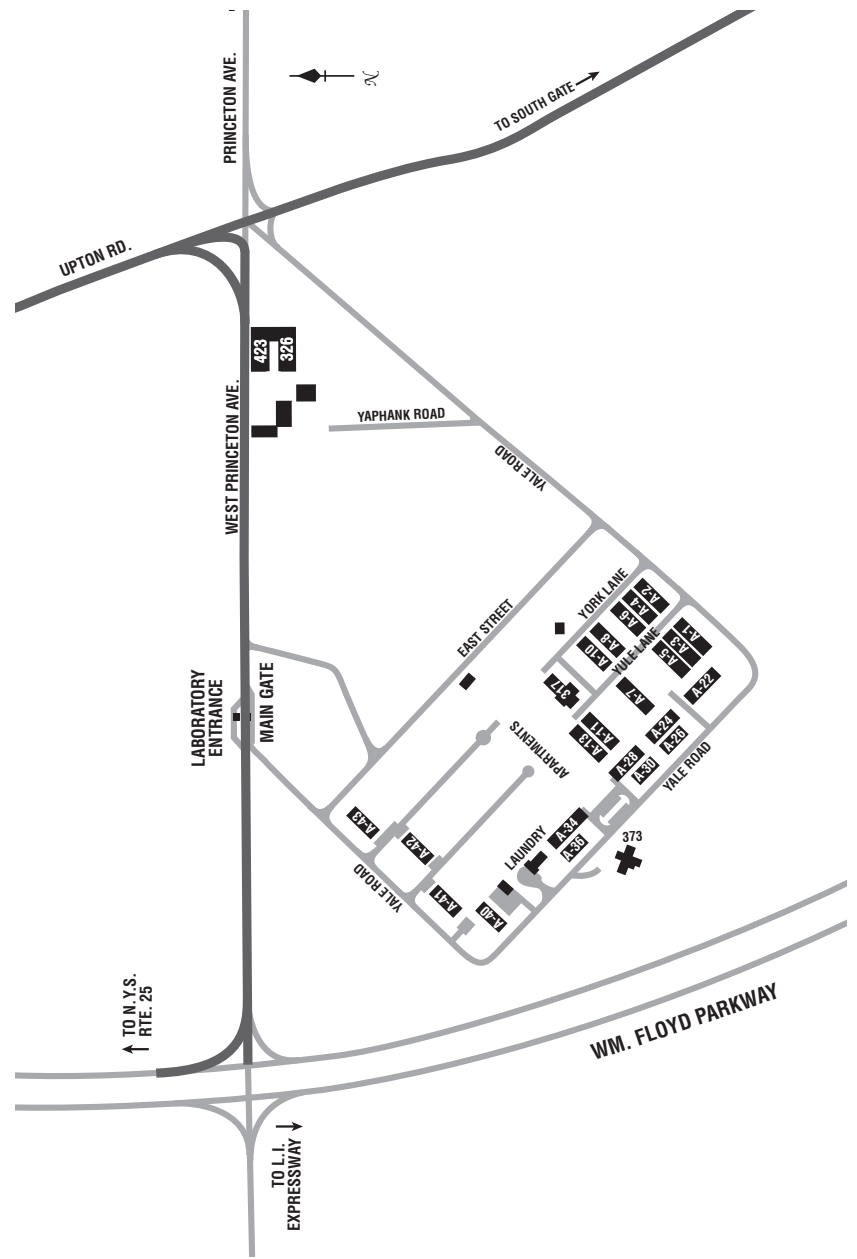 PRINCETON AVE.
N
TO SOUTH GATE
UPTON RD.
423
326
WEST PRINCETON AVE.
YAPHANK ROAD
YALE ROAD
EAST STREET
YORK LANE
A-2
A-4
A-6
A-8
A-10
YULE LANE
A-1
A-3
A-5
A-7
A-22
317
A-11
A-13
A-24
A-26
A-28
A-30
YALE ROAD
APARTMENTS
LABORATORY
ENTRANCE
MAIN GATE
A-43
A-42
A-41
A-40
LAUNDRY
A-34
A-36
373
YALE ROAD
TO N.Y.S.
RTE. 25
WM. FLOYD PARKWAY
TO L.I.
EXPRESSWAY